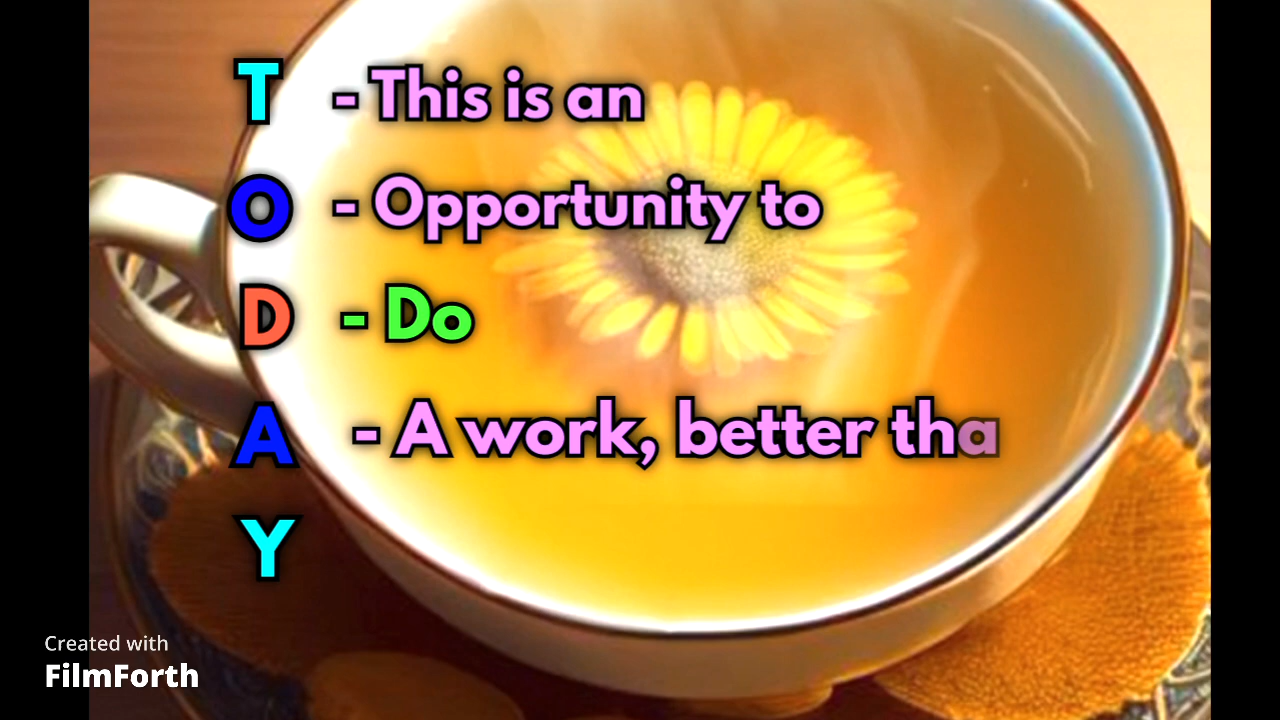 T - This is an
O - Opportunity to
D - Do
A - A work, better tha
Y
Created with
FilmForth